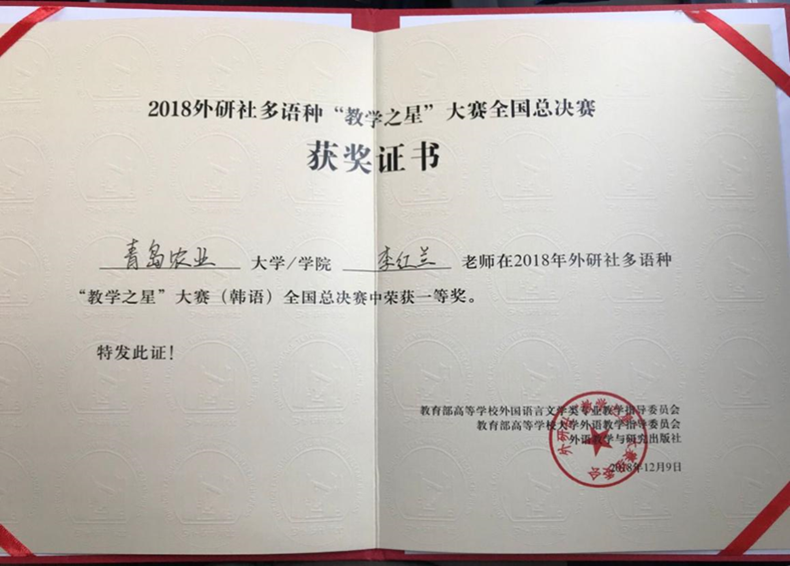 2018外研社多语种“教学之星”大赛全国总决赛
获奖证书
青岛农业 大学/学院 李红兰 老师在2018年外研社多语种
“教学之星”大赛（韩语）全国总决赛中荣获一等奖。
特发此证！
教育部高等学校外国语言文学类专业教学指导委员会
教育部高等学校大学外语教学指导委员会
外语教学与研究出版社
2018年12月9日